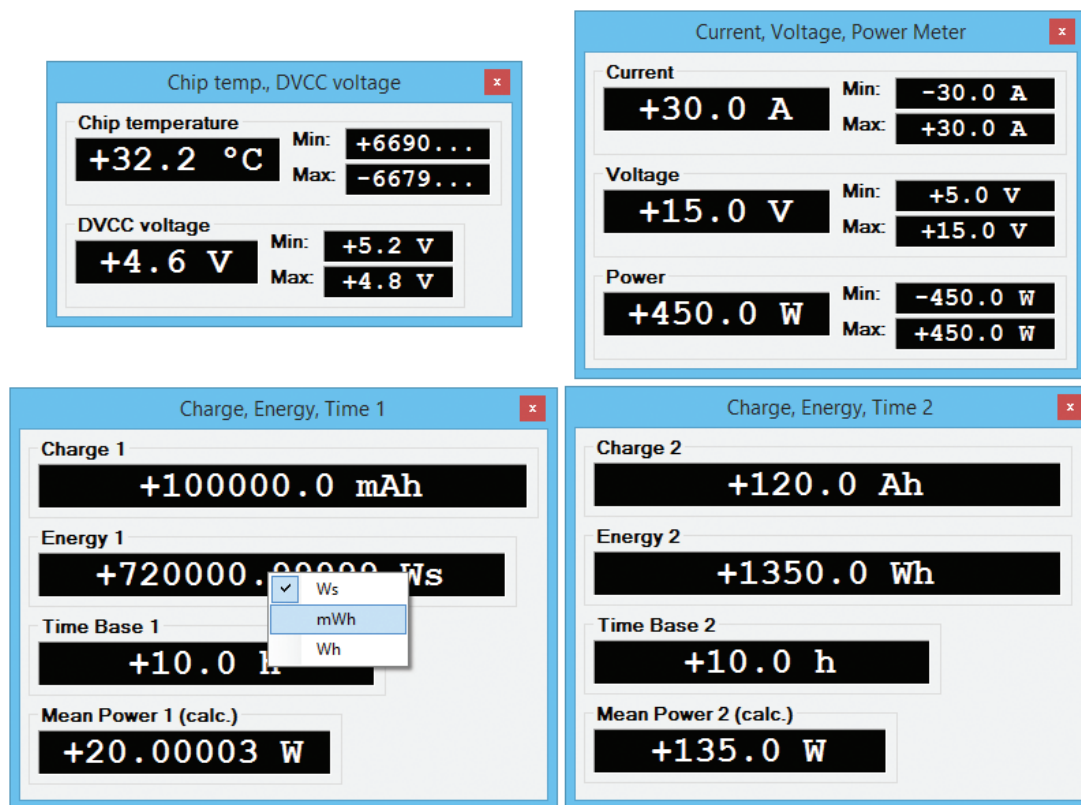 Chip temp., DVCC voltage
x
Chip temperature
+32.2 °C
Min: +6690...
Max: -6679...
DVCC voltage
+4.6 V
Min: +5.2 V
Max: +4.8 V
Current, Voltage, Power Meter
x
Current
+30.0 A
Min: -30.0 A
Max: +30.0 A
Voltage
+15.0 V
Min: +5.0 V
Max: +15.0 V
Power
+450.0 W
Min: -450.0 W
Max: +450.0 W
Charge, Energy, Time 1
x
Charge 1
+100000.0 mAh
Energy 1
+720000. Ws
Ws
mWh
Wh
Time Base 1
+10.0 h
Mean Power 1 (calc.)
+20.00003 W
Charge, Energy, Time 2
x
Charge 2
+120.0 Ah
Energy 2
+1350.0 Wh
Time Base 2
+10.0 h
Mean Power 2 (calc.)
+135.0 W